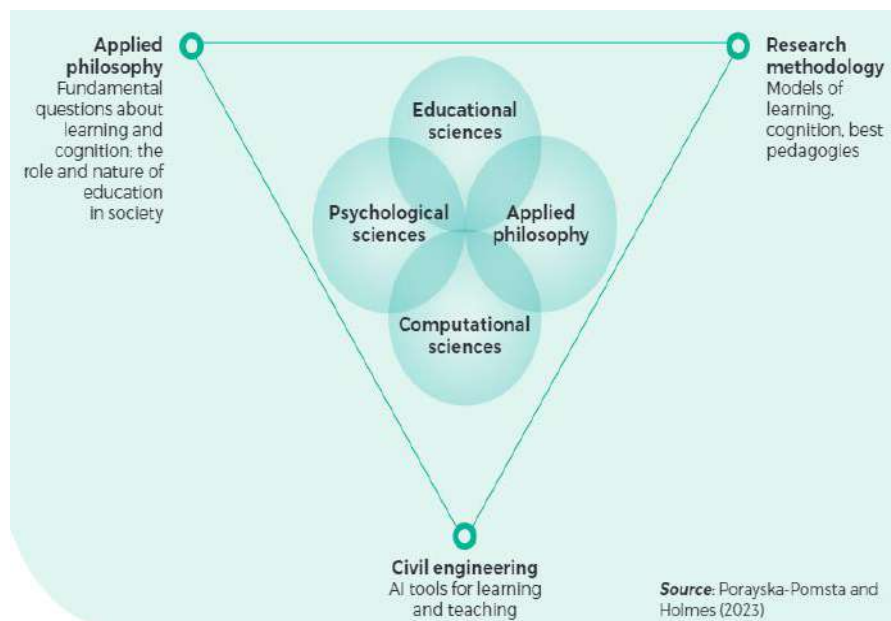 Applied
philosophy
Fundamental
questions about
learning and
cognition; the
role and nature of
education
in society
Research
methodology
Models of
learning,
cognition, best
pedagogies
Educational
sciences
Psychological
sciences
Applied
philosophy
Computational
sciences
Civil engineering
AI tools for learning
and teaching
Source: Porayska-Pomsta and
Holmes (2023)